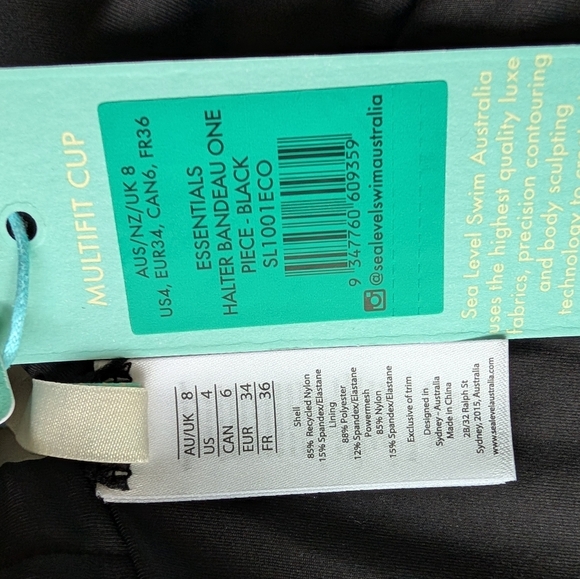 MULTIFIT CUP
AUS/NZ/UK 8
US4, EUR34, CAN6, FR36
ESSENTIALS
HALTER BANDEAU ONE
PIECE - BLACK
SL1001ECO
9 347760 609359
@sealevelswimaustralia
Sea Level Swim Australia
uses the highest quality luxe
fabrics, precision contouring
and body sculpting
technology to
AU/UK 8
US 4
CAN 6
EUR 34
FR 36
Shell
85% Recycled Nylon
15% Spandex/Elastane
Lining
88% Polyester
12% Spandex/Elastane
Powermesh
85% Nylon
15% Spandex/Elastane
Exclusive of trim
Designed in
Sydney - Australia
Made in China
2B/32 Ralph St
Sydney, 2015, Australia
www.sealevelaustralia.com